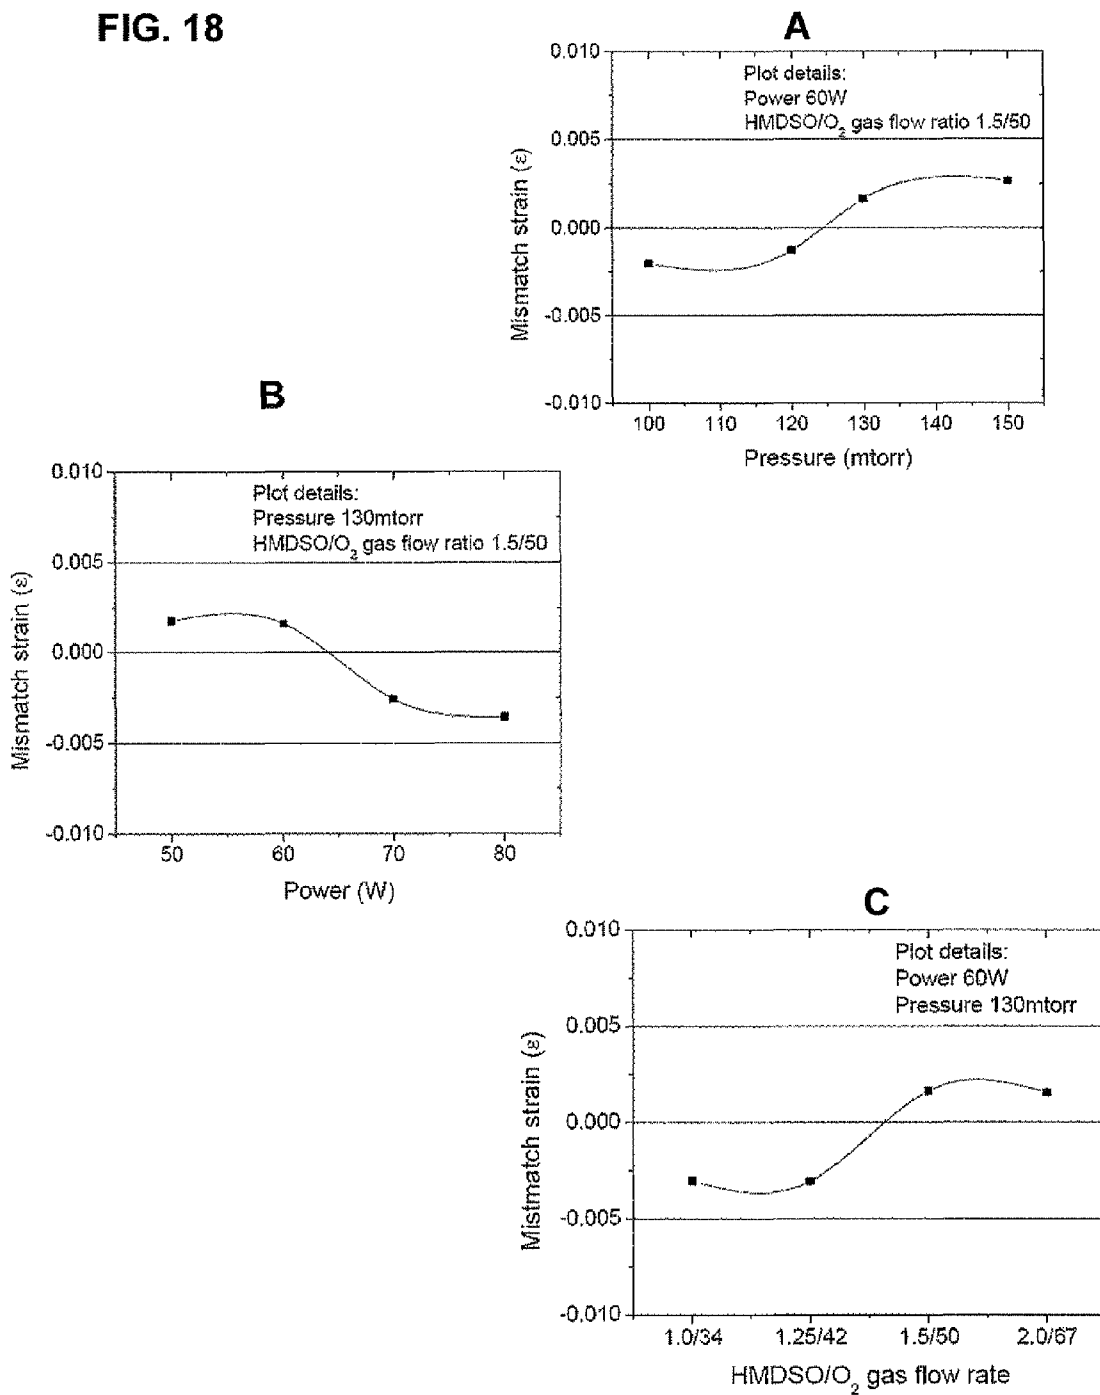 FIG. 18
A
Plot details:
Power 60W
HMDSO/O₂ gas flow ratio 1.5/50
0.010
0.005
0.000
-0.005
-0.010
Mismatch strain (ε)
100 110 120 130 140 150
Pressure (mtorr)
B
Plot details:
Pressure 130mtorr
HMDSO/O₂ gas flow ratio 1.5/50
0.010
0.005
0.000
-0.005
-0.010
Mismatch strain (ε)
50 60 70 80
Power (W)
C
Plot details:
Power 60W
Pressure 130mtorr
0.010
0.005
0.000
-0.005
-0.010
Mistmatch strain (ε)
1.0/34 1.25/42 1.5/50 2.0/67
HMDSO/O₂ gas flow rate